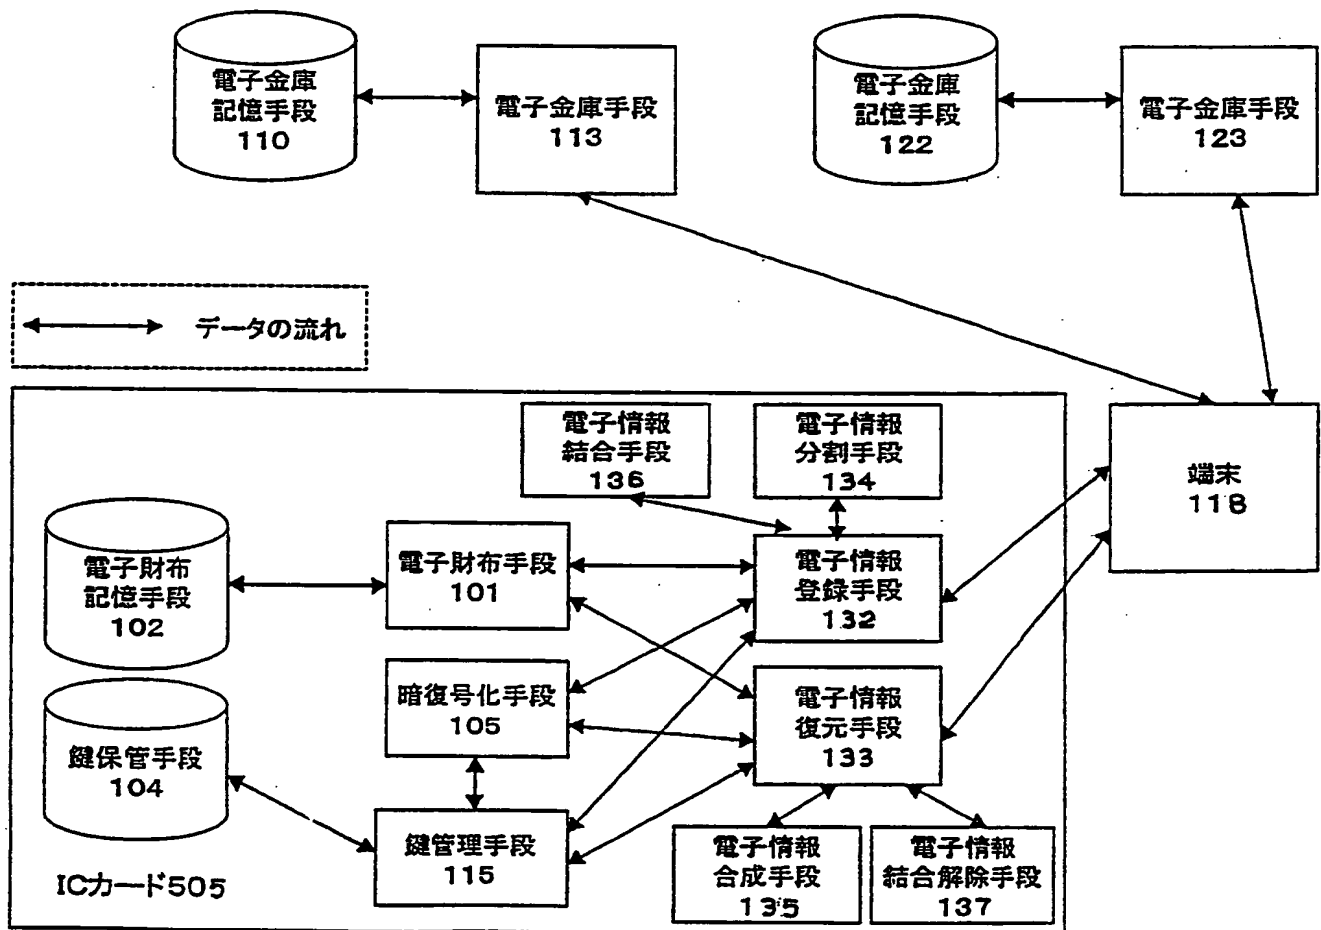 電子金庫
記憶手段
110
電子金庫手段
113
電子金庫
記憶手段
122
電子金庫手段
123
データの流れ
電子情報
結合手段
136
電子情報
分割手段
134
端末
118
電子財布
記憶手段
102
電子財布手段
101
電子情報
登録手段
132
暗復号化手段
105
電子情報
復元手段
133
鍵保管手段
104
鍵管理手段
115
電子情報
合成手段
135
電子情報
結合解除手段
137
ICカード505